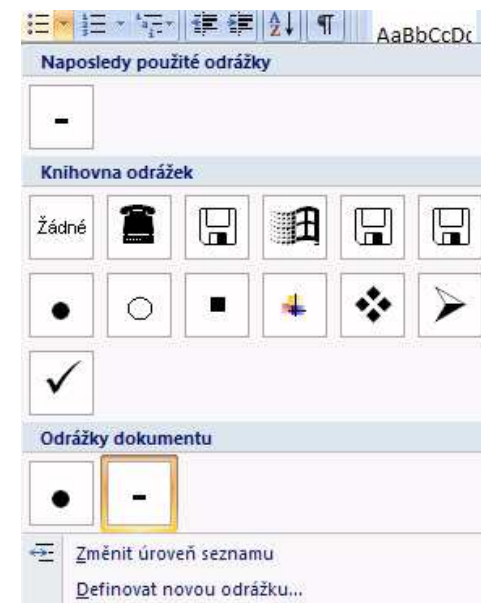 AaBbCcDc
Naposledy použité odrážky
Knihovna odrážek
Žádné
Odrážky dokumentu
Změnit úroveň seznamu
Definovat novou odrážku...